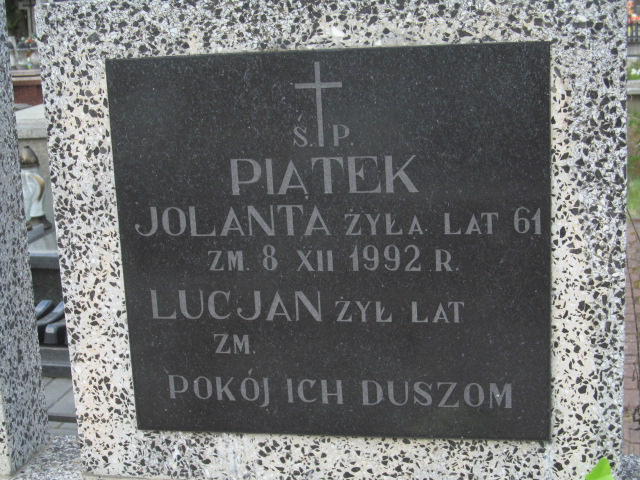 Ś. P.
PIĄTEK
JOLANTA ŻYŁA LAT 61
ZM. 8 XII 1992 R.
LUCJAN ŻYŁ LAT
ZM.
POKÓJ ICH DUSZOM